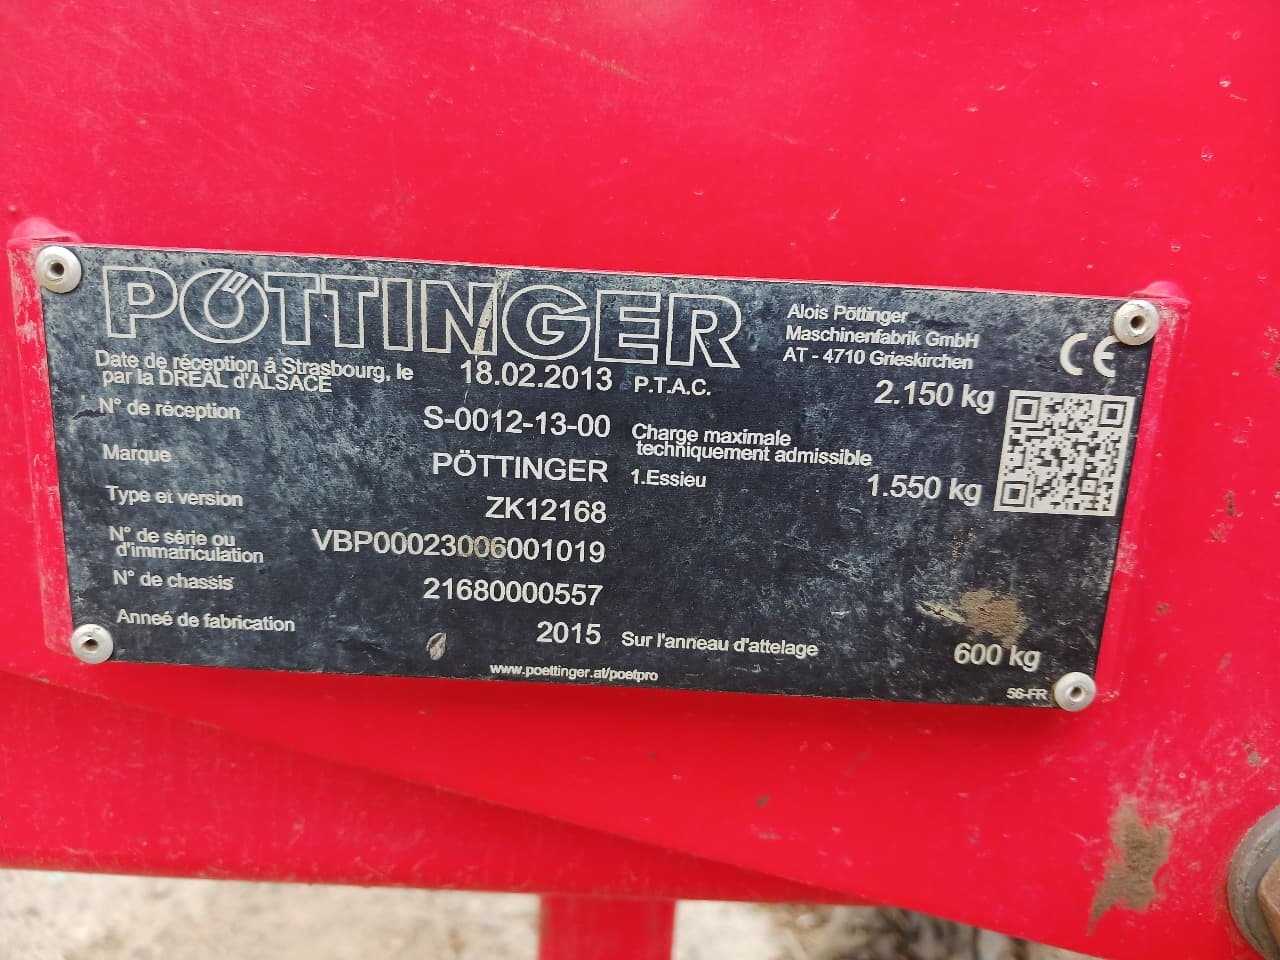 PÖTTINGER
Alois Pöttinger
Maschinenfabrik GmbH
AT - 4710 Grieskirchen
CE
Date de réception á Strasbourg, le 18.02.2013
par la DREAL d'ALSACE
P.T.A.C. 2.150 kg
N° de réception S-0012-13-00
Charge maximale
techniquement admissible
Marque PÖTTINGER
1.Essieu 1.550 kg
Type et version ZK12168
N° de série ou
d'immatriculation VBP00023006001019
N° de chassis 21680000557
Anneé de fabrication 2015
Sur l'anneau d'attelage 600 kg
www.poettinger.at/poetpro
56-FR